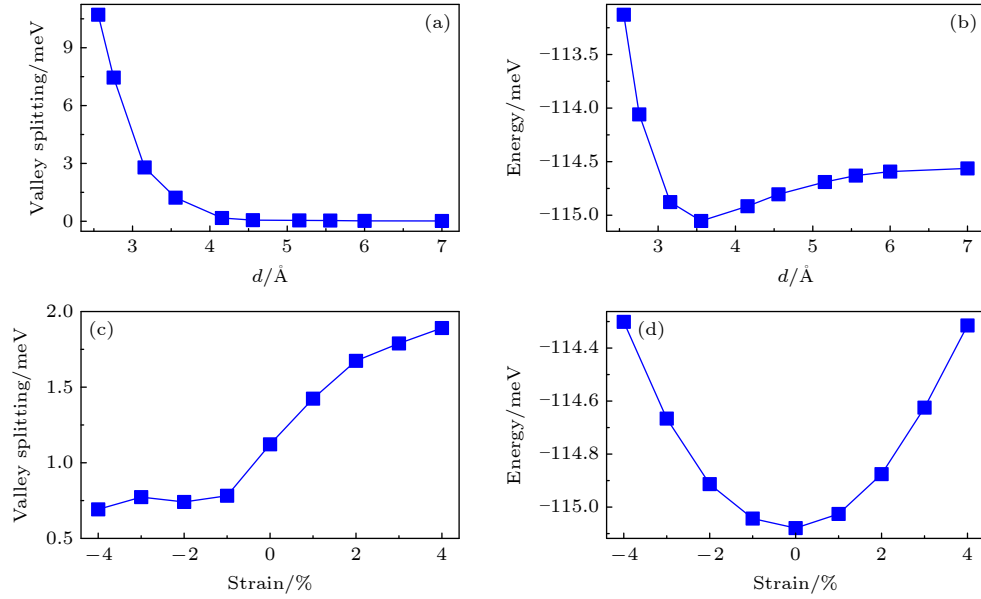 (a)
Valley splitting/meV
9
6
3
0
3 4 5 6 7
d/Å
(b)
Energy/meV
−113.5
−114.0
−114.5
−115.0
3 4 5 6 7
d/Å
(c)
Valley splitting/meV
2.0
1.5
1.0
0.5
−4 −2 0 2 4
Strain/%
(d)
Energy/meV
−114.4
−114.6
−114.8
−115.0
−4 −2 0 2 4
Strain/%